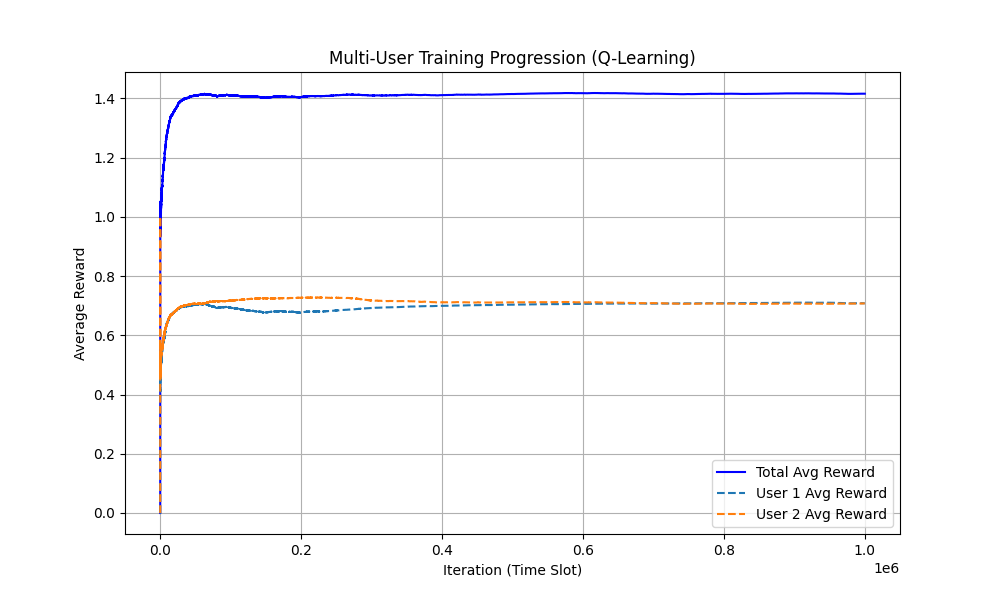 Multi-User Training Progression (Q-Learning)
Average Reward
1.4
1.2
1.0
0.8
0.6
0.4
0.2
0.0
0.0 0.2 0.4 0.6 0.8 1.0
1e6
Iteration (Time Slot)
Total Avg Reward
User 1 Avg Reward
User 2 Avg Reward